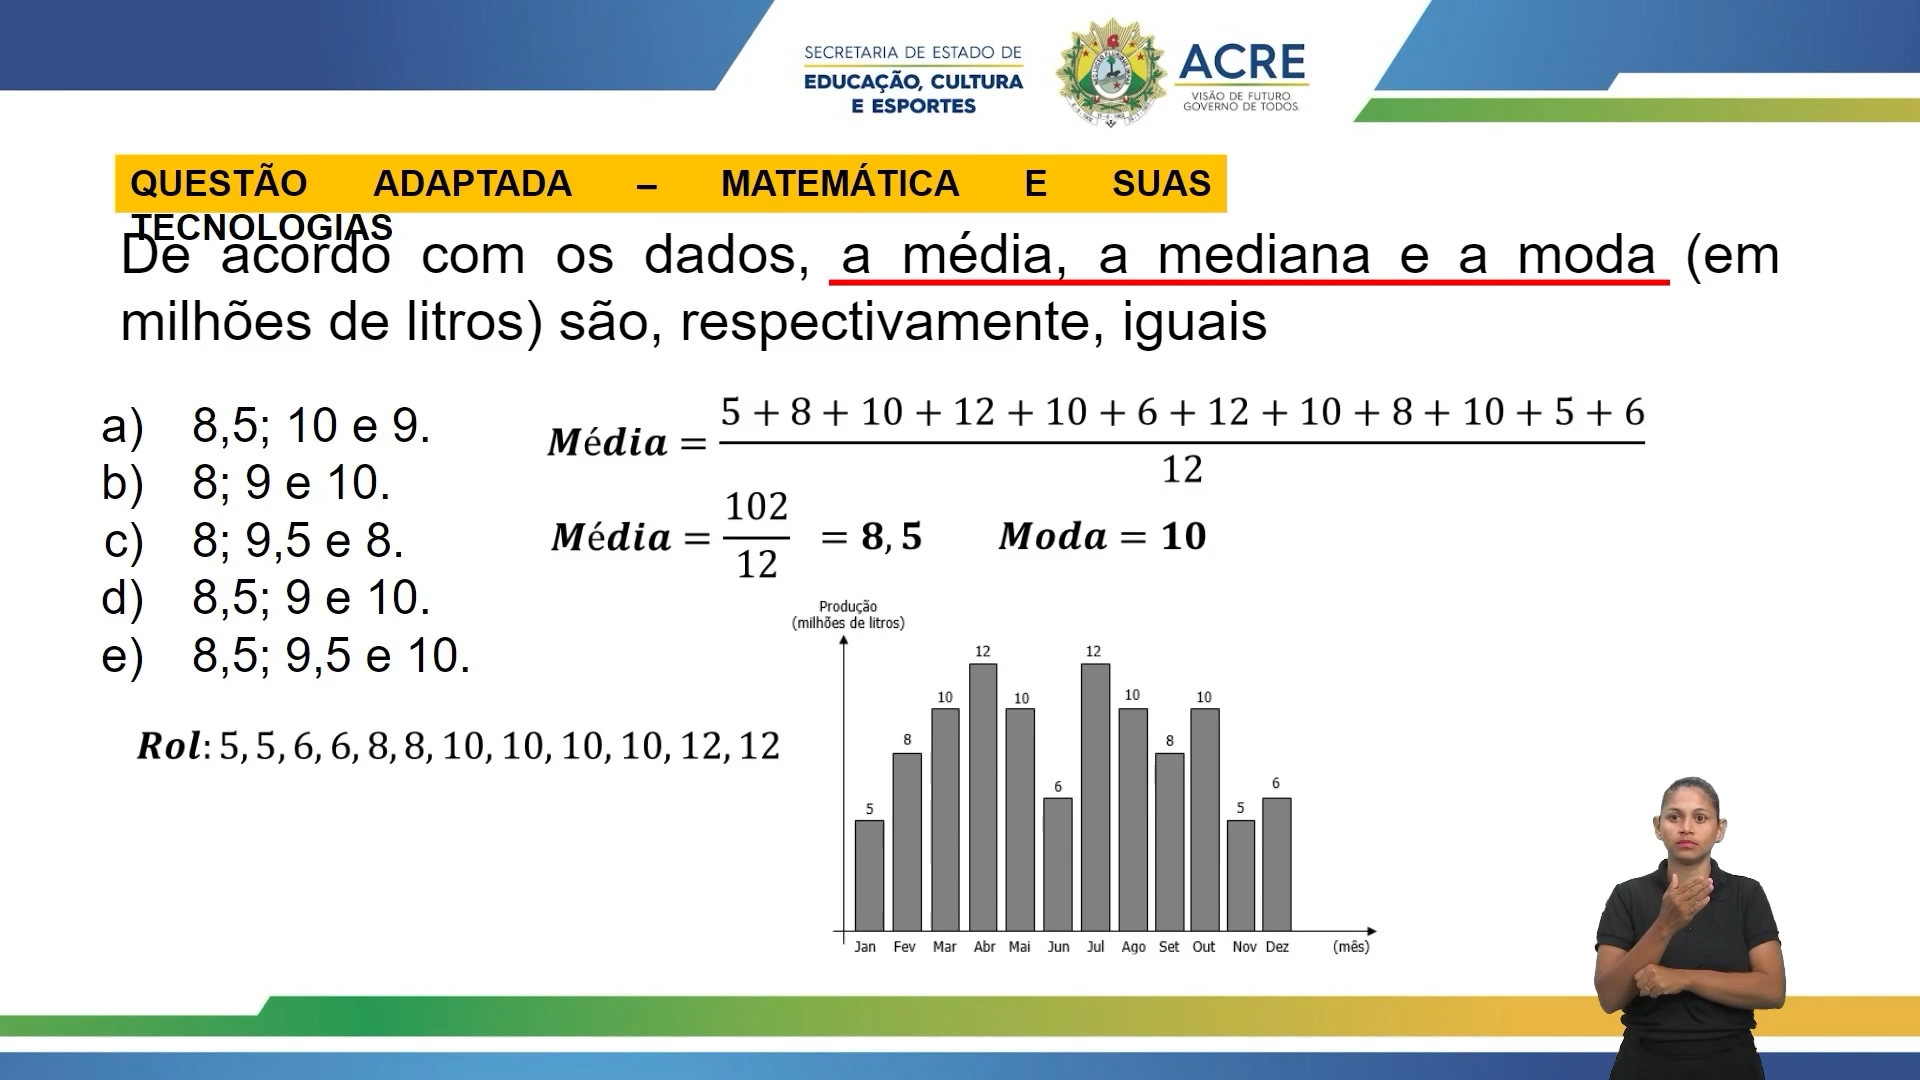 SECRETARIA DE ESTADO DE
EDUCAÇÃO, CULTURA
E ESPORTES
ACRE
VISÃO DE FUTURO.
GOVERNO DE TODOS.
QUESTÃO ADAPTADA – MATEMÁTICA E SUAS
TECNOLOGIAS
De acordo com os dados, a média, a mediana e a moda (em
milhões de litros) são, respectivamente, iguais
a) 8,5; 10 e 9.
b) 8; 9 e 10.
c) 8; 9,5 e 8.
d) 8,5; 9 e 10.
e) 8,5; 9,5 e 10.
Média = (5 + 8 + 10 + 12 + 10 + 6 + 12 + 10 + 8 + 10 + 5 + 6) / 12
Média = 102 / 12 = 8,5 Moda = 10
Rol: 5, 5, 6, 6, 8, 8, 10, 10, 10, 10, 12, 12
Produção
(milhões de litros)
5 8 10 12 10 6 12 10 8 10 5 6
Jan Fev Mar Abr Mai Jun Jul Ago Set Out Nov Dez (mês)